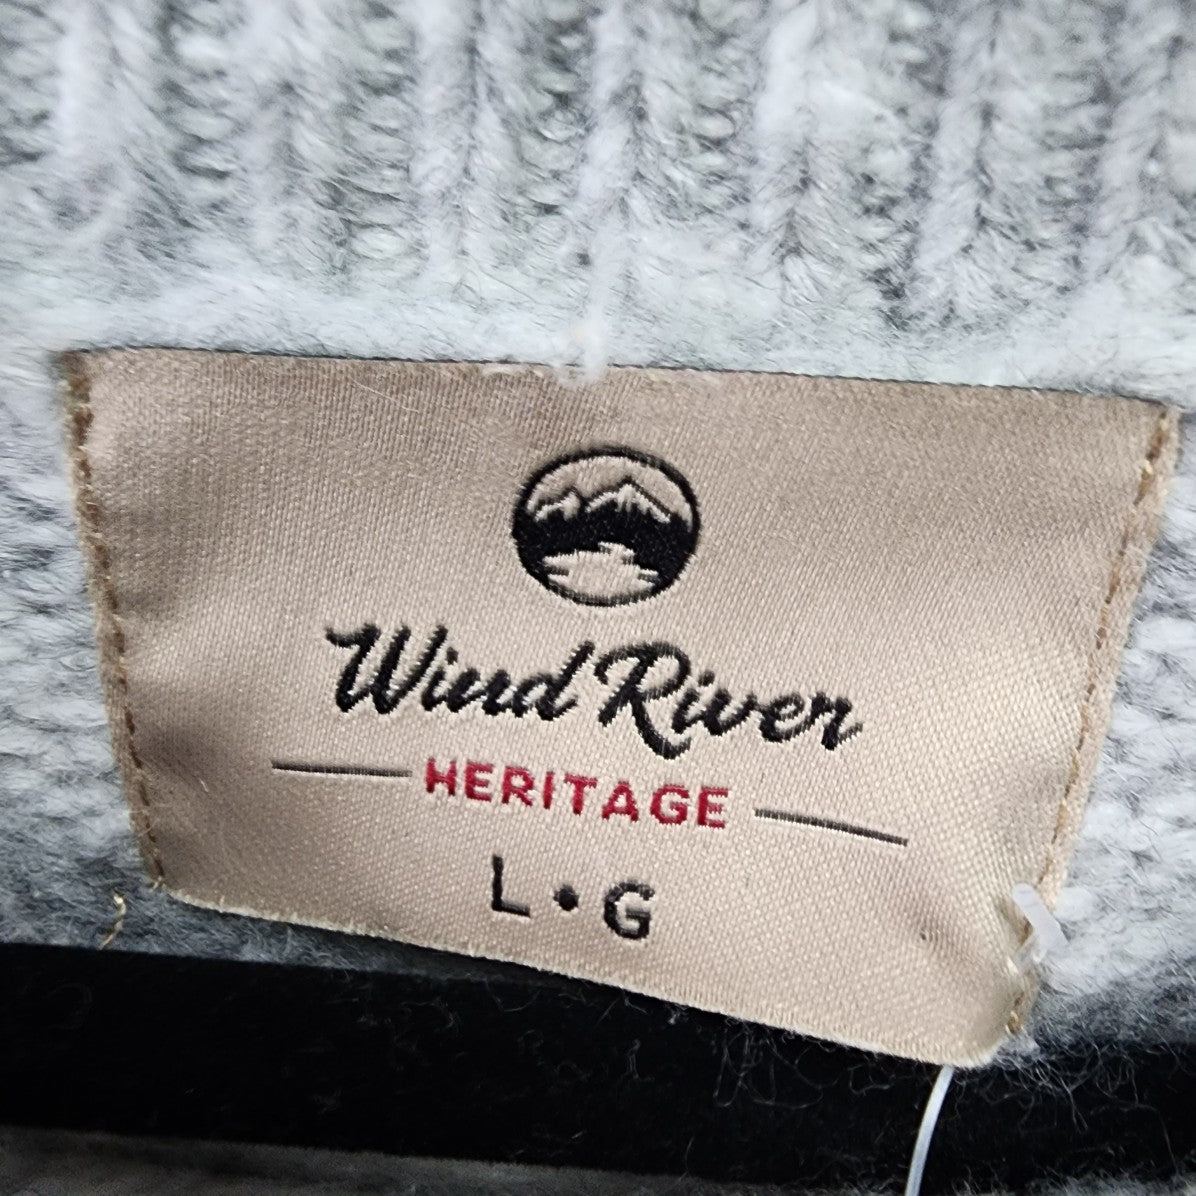 Wind River
HERITAGE
L • G